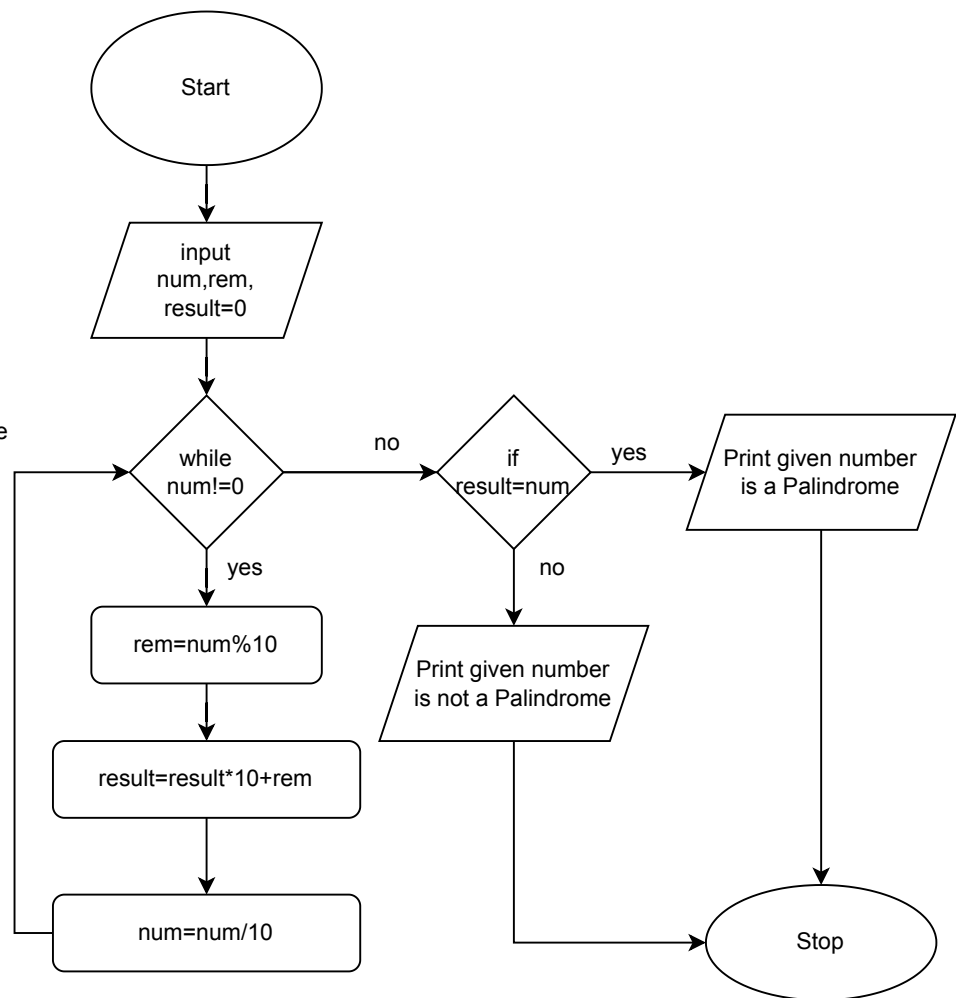 Start
input
num,rem,
result=0
e
while
num!=0
no
if
result=num
yes
Print given number
is a Palindrome
yes
no
rem=num%10
Print given number
is not a Palindrome
result=result*10+rem
num=num/10
Stop